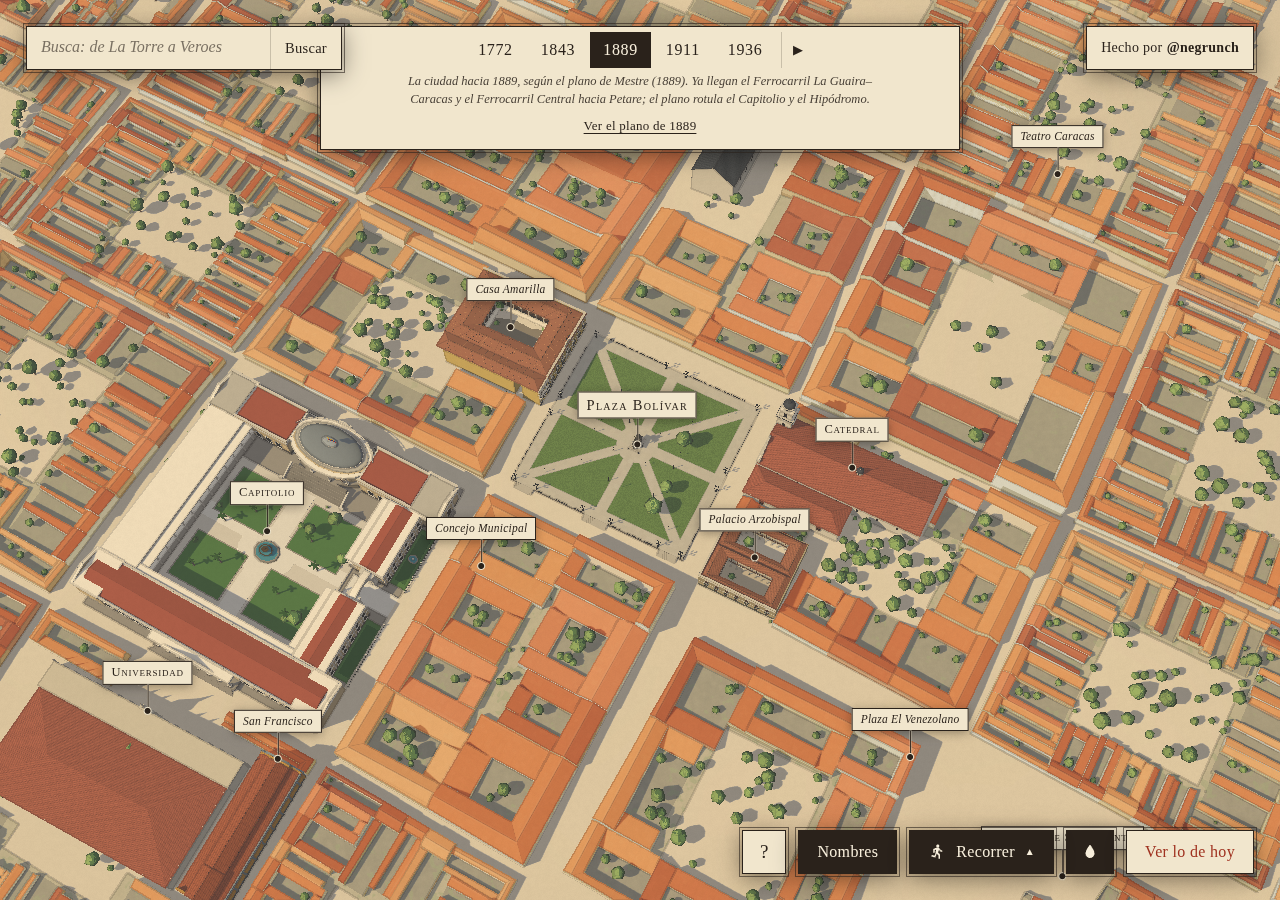 Busca: de La Torre a Veroes
Buscar
1772 1843 1889 1911 1936
La ciudad hacia 1889, según el plano de Mestre (1889). Ya llegan el Ferrocarril La Guaira–
Caracas y el Ferrocarril Central hacia Petare; el plano rotula el Capitolio y el Hipódromo.
Ver el plano de 1889
Hecho por @negrunch
Teatro Caracas
Casa Amarilla
Plaza Bolívar
Catedral
Capitolio
Palacio Arzobispal
Concejo Municipal
Universidad
San Francisco
Plaza El Venezolano
?
Nombres
Recorrer
Ver lo de hoy